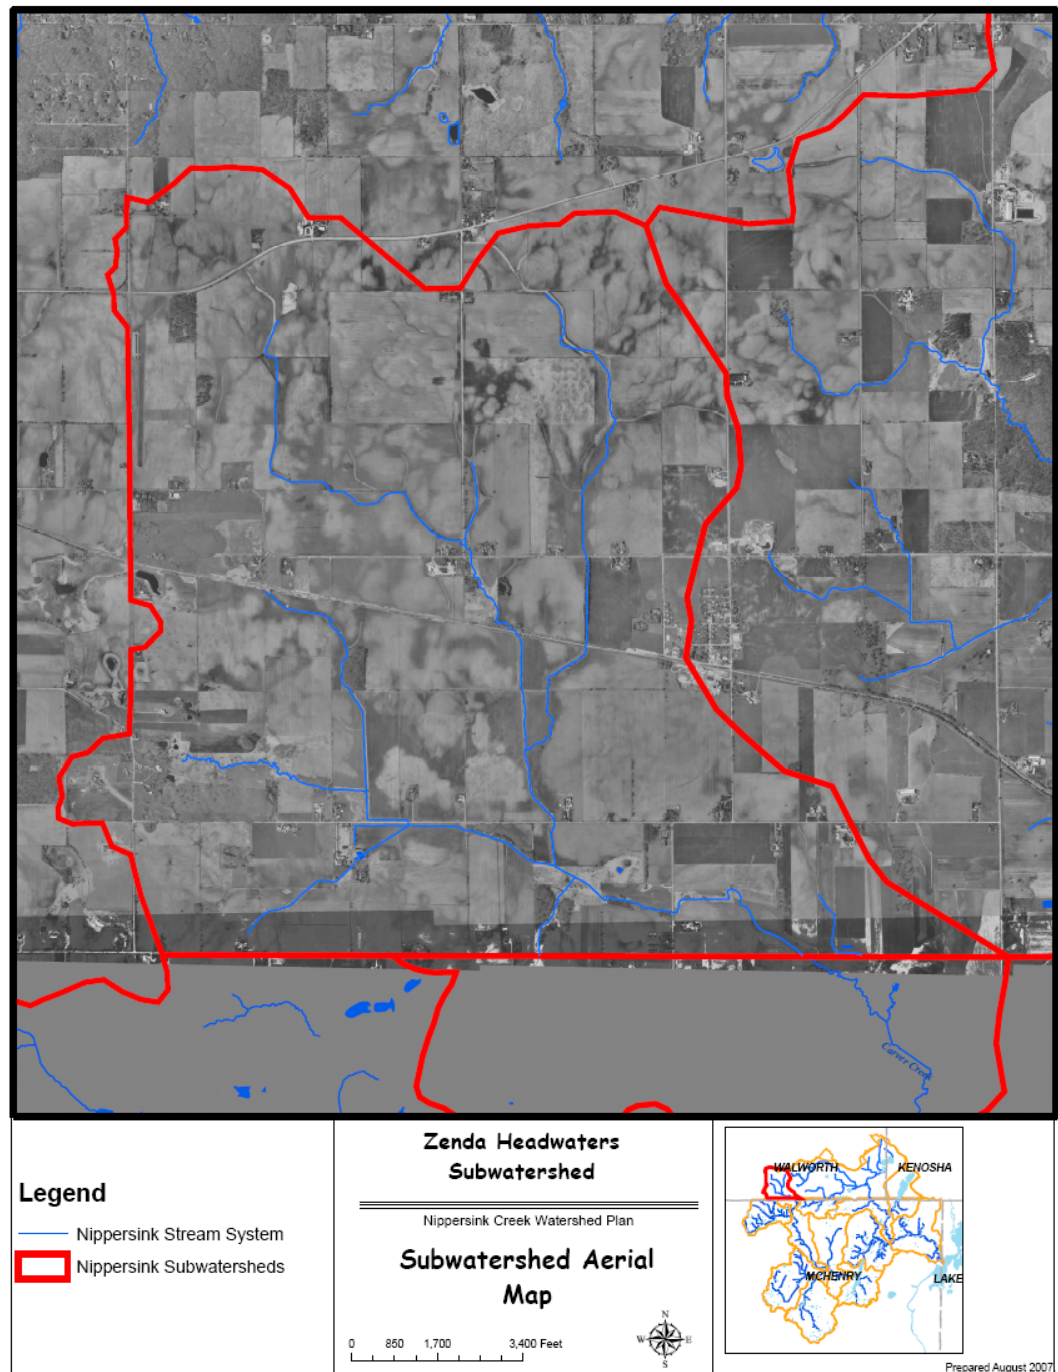 Carver Creek
Zenda Headwaters
Subwatershed
Nippersink Creek Watershed Plan
Subwatershed Aerial
Map
0 850 1,700 3,400 Feet
N
W E
S
Legend
Nippersink Stream System
Nippersink Subwatersheds
WALWORTH
KENOSHA
MCHENRY
LAKE
Prepared August 2007